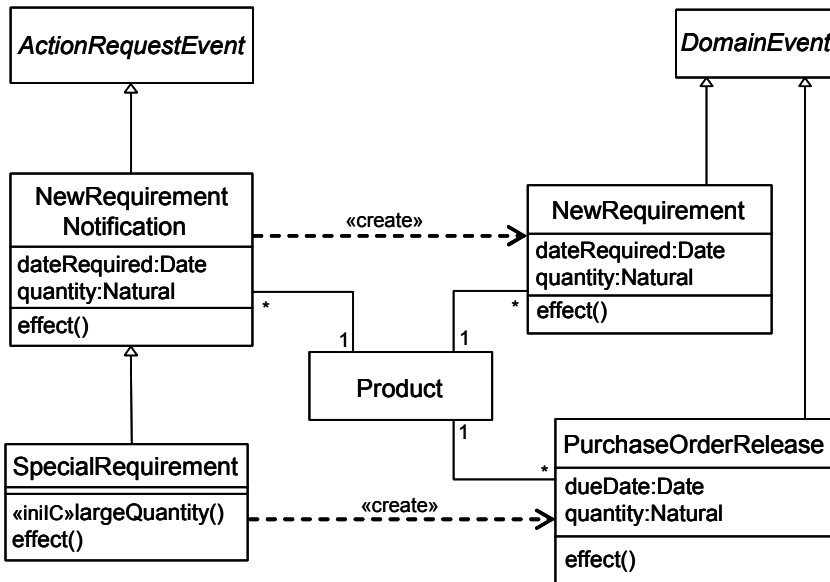 ActionRequestEvent
DomainEvent
NewRequirement
Notification
dateRequired:Date
quantity:Natural
effect()
«create»
NewRequirement
dateRequired:Date
quantity:Natural
effect()
*
1
1
*
Product
1
*
SpecialRequirement
«iniIC»largeQuantity()
effect()
«create»
PurchaseOrderRelease
dueDate:Date
quantity:Natural
effect()